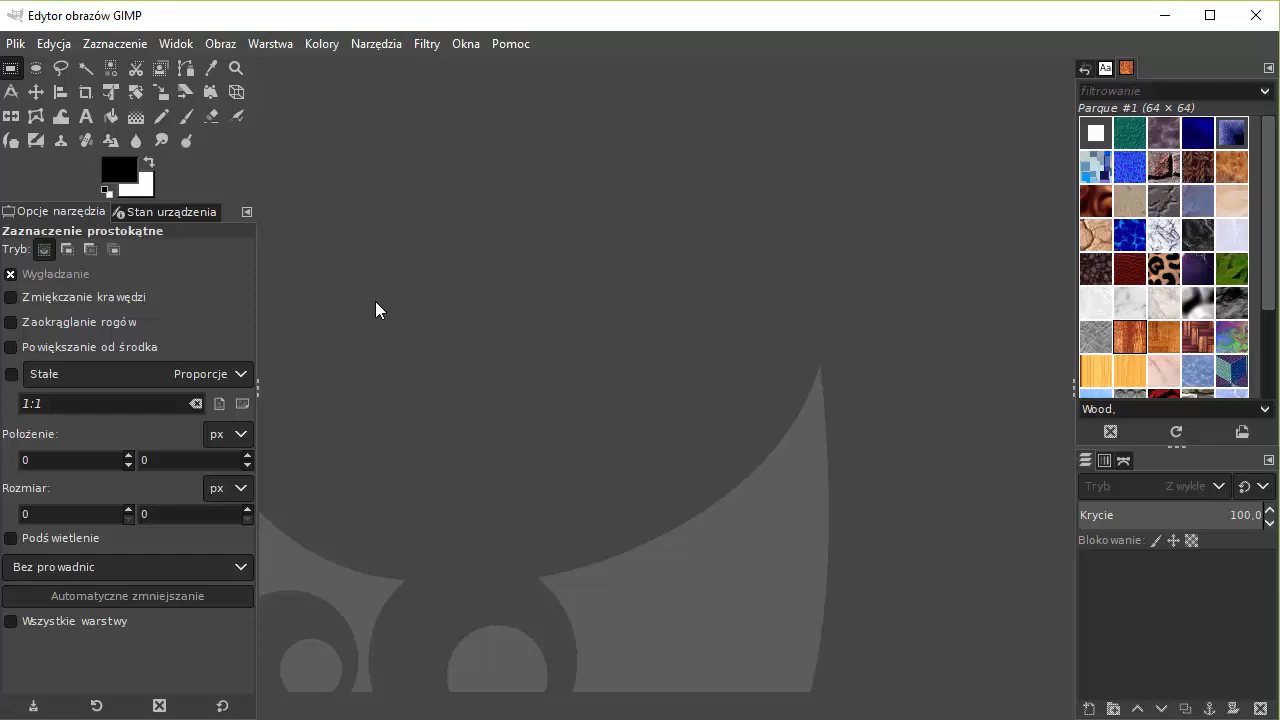 Edytor obrazów GIMP
Plik Edycja Zaznaczenie Widok Obraz Warstwa Kolory Narzędzia Filtry Okna Pomoc
Opcje narzędzia Stan urządzenia
Zaznaczenie prostokątne
Tryb:
Wygładzanie
Zmiękczanie krawędzi
Zaokrąglanie rogów
Powiększanie od środka
Stałe Proporcje
1:1
Położenie: px
0 0
Rozmiar: px
0 0
Podświetlenie
Bez prowadnic
Automatyczne zmniejszanie
Wszystkie warstwy
Aa
filtrowanie
Parque #1 (64 × 64)
Wood,
Tryb Zwykłe
Krycie 100,0
Blokowanie: